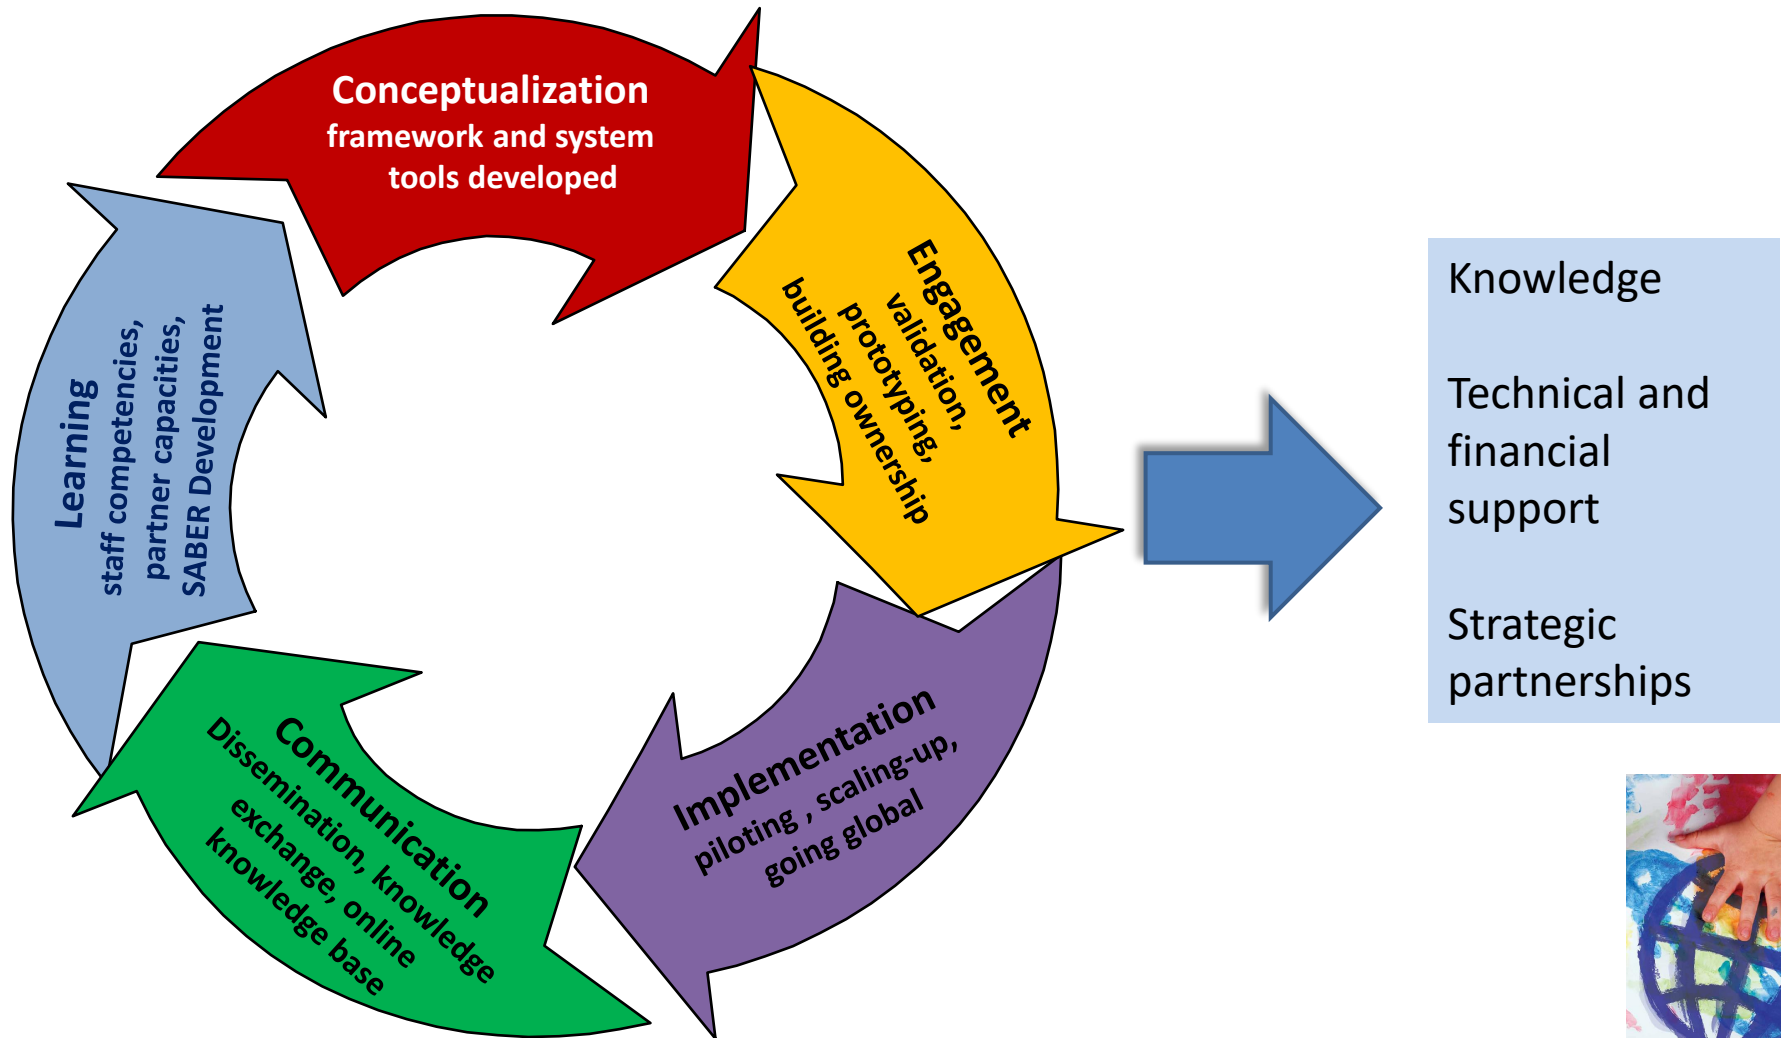 Conceptualization
framework and system
tools developed
Engagement
validation,
prototyping,
building ownership
Implementation
piloting , scaling-up,
going global
Communication
Dissemination, knowledge
exchange, online
knowledge base
Learning
staff competencies,
partner capacities,
SABER Development
Knowledge
Technical and
financial
support
Strategic
partnerships